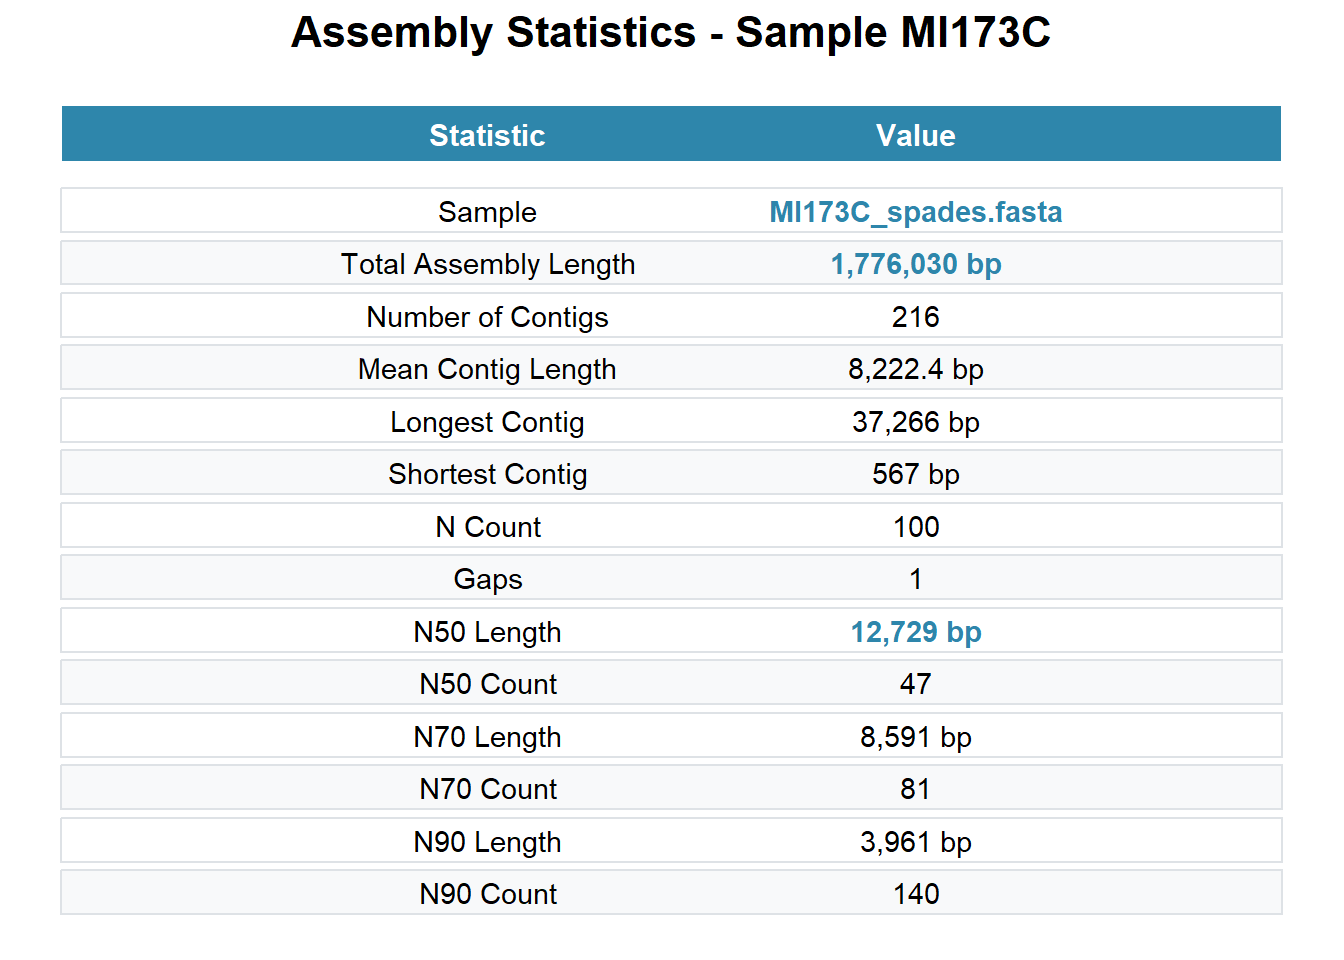 Assembly Statistics - Sample MI173C
Statistic Value
Sample MI173C_spades.fasta
Total Assembly Length 1,776,030 bp
Number of Contigs 216
Mean Contig Length 8,222.4 bp
Longest Contig 37,266 bp
Shortest Contig 567 bp
N Count 100
Gaps 1
N50 Length 12,729 bp
N50 Count 47
N70 Length 8,591 bp
N70 Count 81
N90 Length 3,961 bp
N90 Count 140